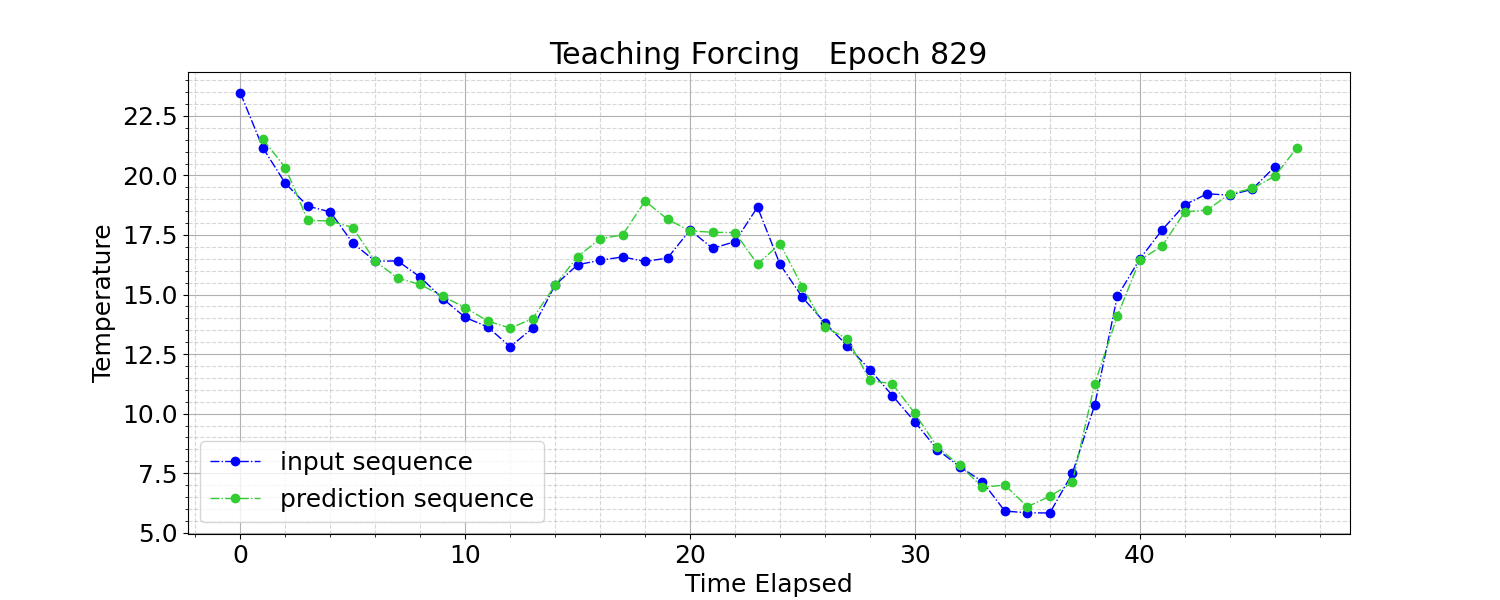 Teaching Forcing   Epoch 829
Temperature
22.5
20.0
17.5
15.0
12.5
10.0
7.5
5.0
input sequence
prediction sequence
0 10 20 30 40
Time Elapsed